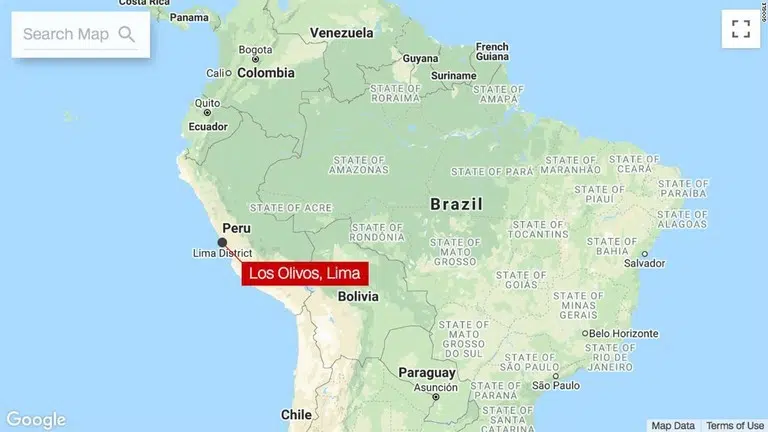 Costa Rica
Panama
Search Map
Venezuela
Bogota
Guyana
French
Guiana
Cali
Colombia
Suriname
STATE OF
RORAIMA
STATE OF
AMAPÁ
Quito
Ecuador
STATE OF
AMAZONAS
STATE OF PARÁ
STATE OF
MARANHÃO
STATE OF
CEARÁ
STATE OF
PARAÍBA
STATE OF
PIAUÍ
STATE OF ACRE
Brazil
STATE OF
ALAGOAS
Peru
STATE OF
RONDÔNIA
STATE OF
TOCANTINS
STATE OF
BAHIA
Lima District
STATE OF
MATO
GROSSO
Salvador
Los Olivos, Lima
STATE OF
GOIÁS
Bolivia
STATE OF
MINAS
GERAIS
STATE OF
MATO
GROSSO
DO SUL
Belo Horizonte
STATE OF
SÃO PAULO
STATE OF
RIO DE
JANEIRO
Paraguay
Asunción
São Paulo
STATE OF
PARANÁ
Chile
STATE OF
SANTA
CATARINA
Google
Map Data
Terms of Use
GOOGLE